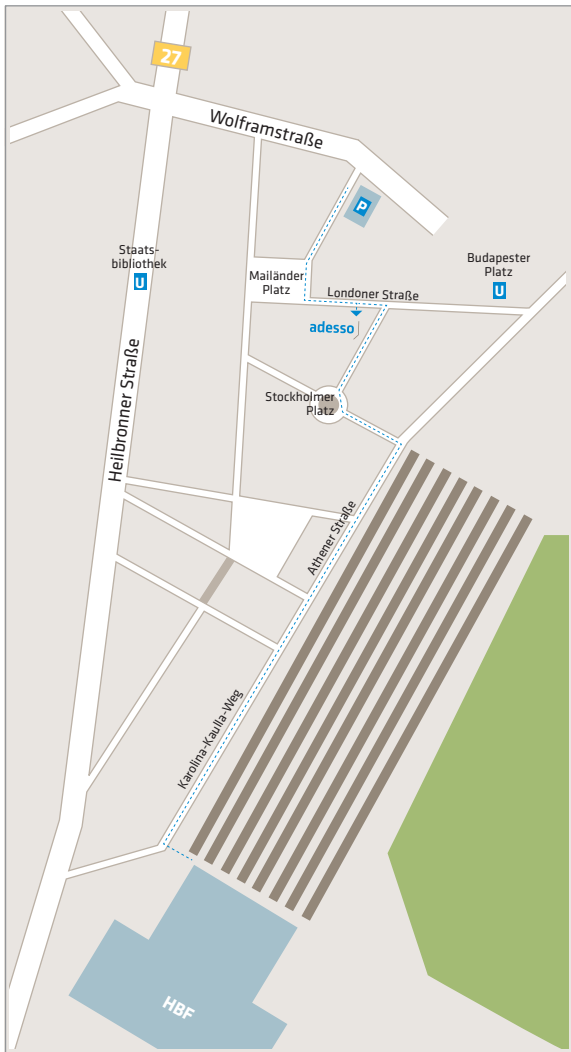 27
Wolframstraße
P
Staats-
bibliothek
U
Budapester
Platz
U
Mailänder
Platz
Londoner Straße
adesso
Heilbronner Straße
Stockholmer
Platz
Athener Straße
Karolina-Kaulla-Weg
HBF